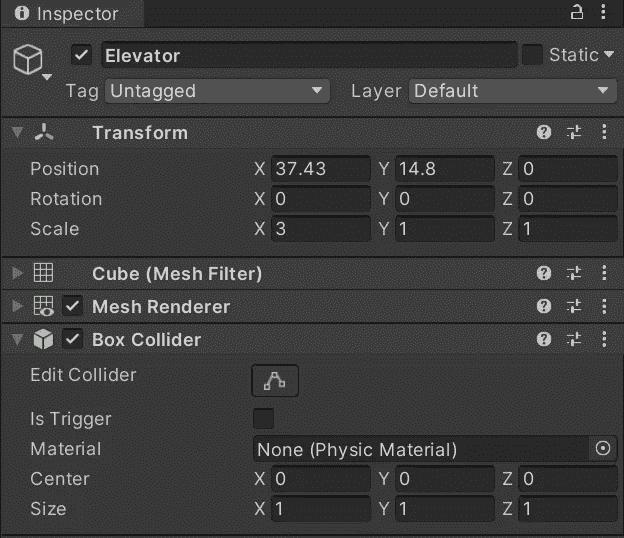 Inspector
Elevator Static
Tag Untagged Layer Default
Transform
Position X 37.43 Y 14.8 Z 0
Rotation X 0 Y 0 Z 0
Scale X 3 Y 1 Z 1
Cube (Mesh Filter)
Mesh Renderer
Box Collider
Edit Collider
Is Trigger
Material None (Physic Material)
Center X 0 Y 0 Z 0
Size X 1 Y 1 Z 1